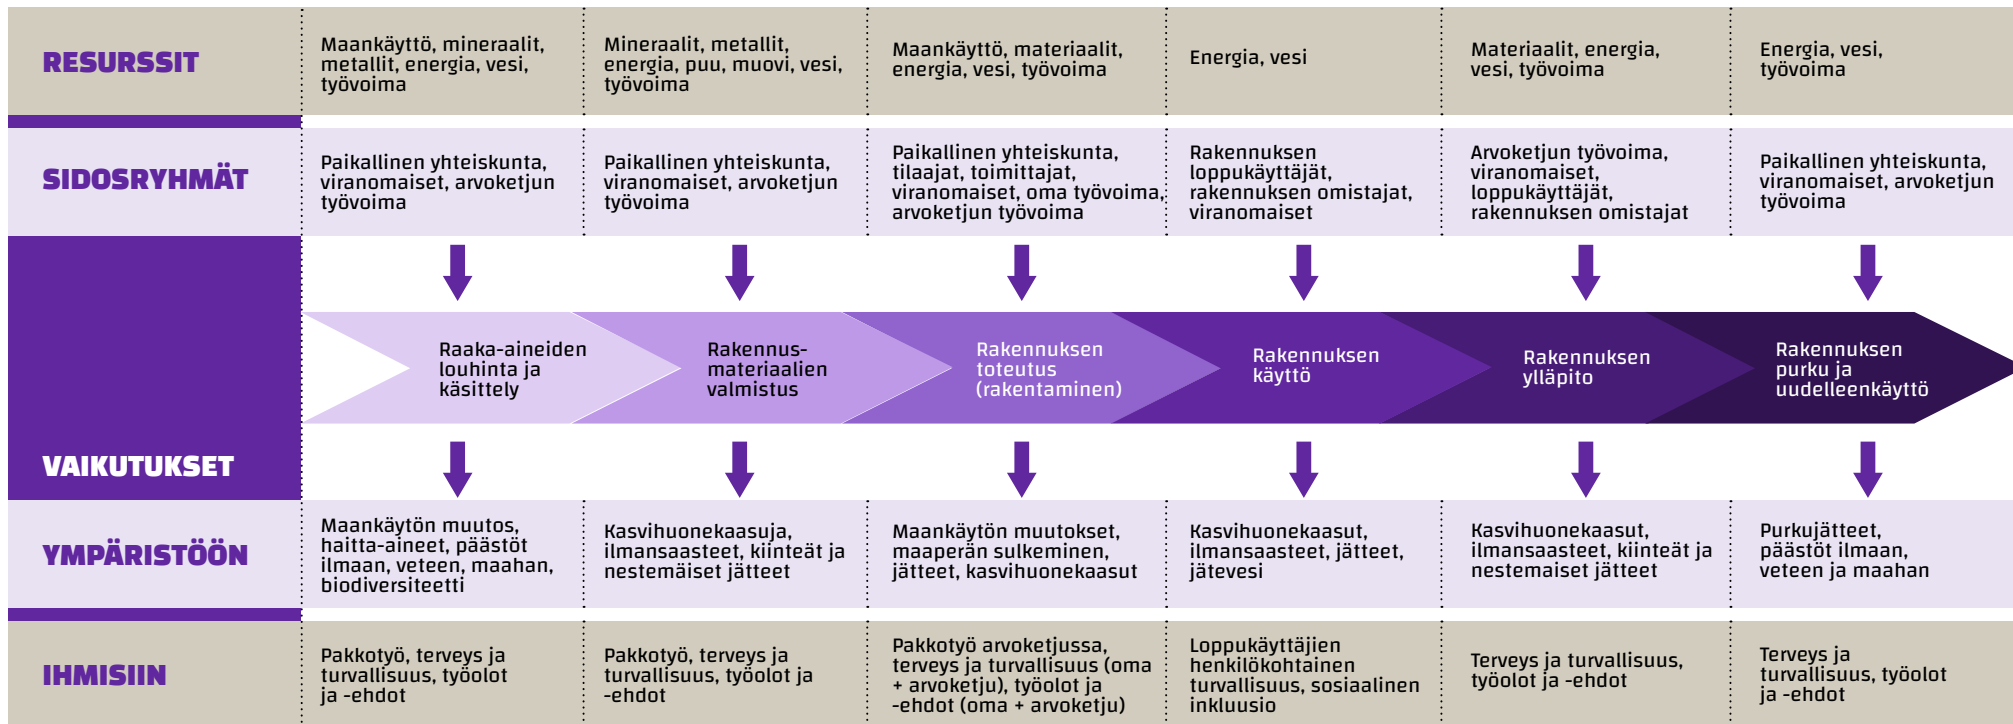 RESURSSIT
Maankäyttö, mineraalit,
metallit, energia, vesi,
työvoima
Mineraalit, metallit,
energia, puu, muovi, vesi,
työvoima
Maankäyttö, materiaalit,
energia, vesi, työvoima
Energia, vesi
Materiaalit, energia,
vesi, työvoima
Energia, vesi,
työvoima
SIDOSRYHMÄT
Paikallinen yhteiskunta,
viranomaiset, arvoketjun
työvoima
Paikallinen yhteiskunta,
viranomaiset, arvoketjun
työvoima
Paikallinen yhteiskunta,
tilaajat, toimittajat,
viranomaiset, oma työvoima,
arvoketjun työvoima
Rakennuksen
loppukäyttäjät,
rakennuksen omistajat,
viranomaiset
Arvoketjun työvoima,
viranomaiset,
loppukäyttäjät,
rakennuksen omistajat
Paikallinen yhteiskunta,
viranomaiset, arvoketjun
työvoima
Raaka-aineiden
louhinta ja
käsittely
Rakennus-
materiaalien
valmistus
Rakennuksen
toteutus
(rakentaminen)
Rakennuksen
käyttö
Rakennuksen
ylläpito
Rakennuksen
purku ja
uudelleenkäyttö
VAIKUTUKSET
YMPÄRISTÖÖN
Maankäytön muutos,
haitta-aineet, päästöt
ilmaan, veteen, maahan,
biodiversiteetti
Kasvihuonekaasuja,
ilmansaasteet, kiinteät ja
nestemäiset jätteet
Maankäytön muutokset,
maaperän sulkeminen,
jätteet, kasvihuonekaasut
Kasvihuonekaasut,
ilmansaasteet, jätteet,
jätevesi
Kasvihuonekaasut,
ilmansaasteet, kiinteät ja
nestemaiset jätteet
Purkujätteet,
päästöt ilmaan,
veteen ja maahan
IHMISIIN
Pakkotyö, terveys ja
turvallisuus, työolot
ja -ehdot
Pakkotyö, terveys ja
turvallisuus, työolot ja
-ehdot
Pakkotyö arvoketjussa,
terveys ja turvallisuus (oma
+ arvoketju), työolot ja
-ehdot (oma + arvoketju)
Loppukäyttäjien
henkilökohtainen
turvallisuus, sosiaalinen
inkluusio
Terveys ja turvallisuus,
työolot ja -ehdot
Terveys ja
turvallisuus, työolot
ja -ehdot